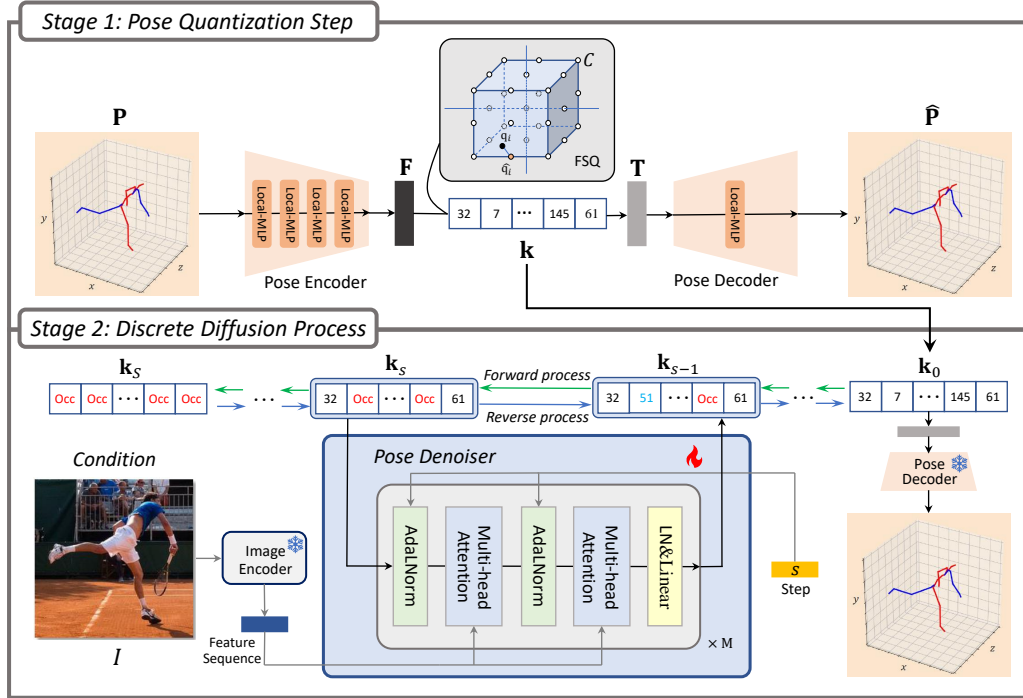 Stage 1: Pose Quantization Step
P
y
x
z
Local-MLP
Local-MLP
Local-MLP
Local-MLP
Pose Encoder
F
C
q_i
q̂_i
FSQ
32 7 ⋯ 145 61
k
T
Local-MLP
Pose Decoder
P̂
y
x
z
Stage 2: Discrete Diffusion Process
k_S
Occ Occ ⋯ Occ Occ
⋯
k_s
32 Occ ⋯ Occ 61
Forward process
Reverse process
k_{s−1}
32 51 ⋯ Occ 61
⋯
k_0
32 7 ⋯ 145 61
Pose
Decoder
y
x
z
Condition
I
Image
Encoder
Feature
Sequence
Pose Denoiser
AdaLNorm
Multi-head
Attention
AdaLNorm
Multi-head
Attention
LN&Linear
× M
s
Step